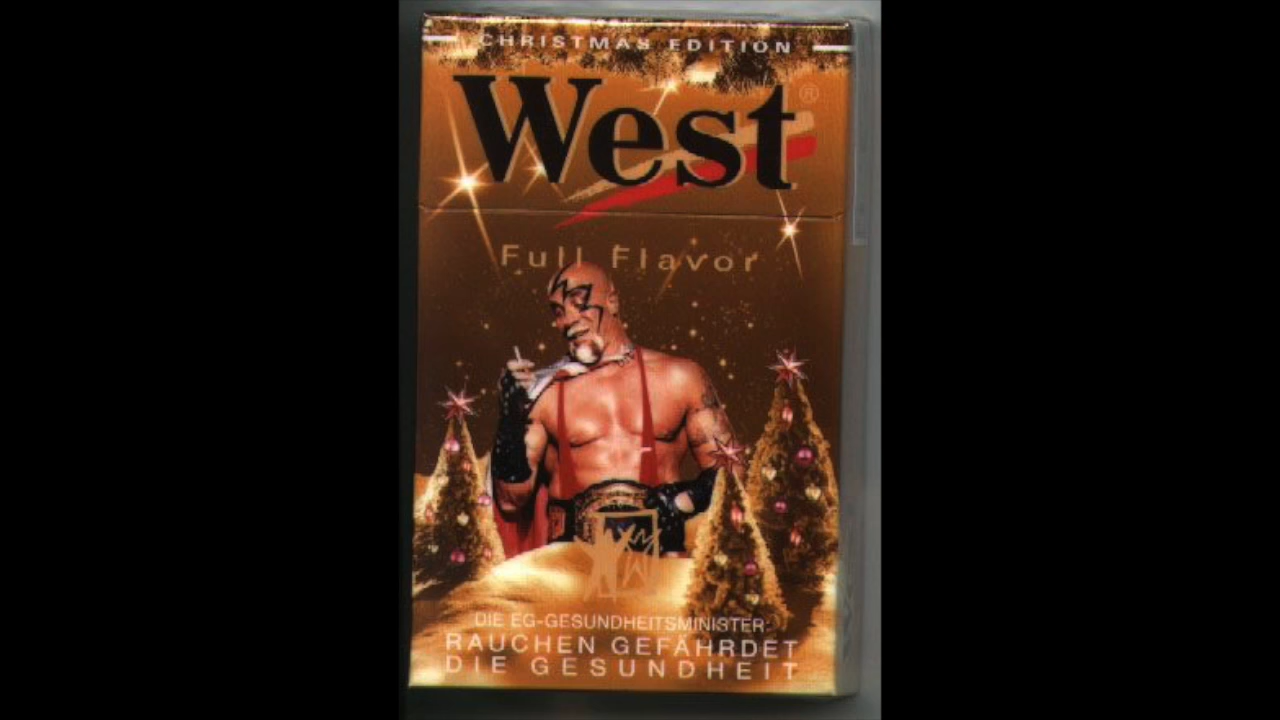 CHRISTMAS EDITION
West®
Full Flavor
DIE EG-GESUNDHEITSMINISTER:
RAUCHEN GEFÄHRDET
DIE GESUNDHEIT